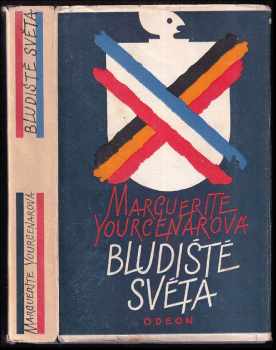 MARGUERITE YOURCENAROVÁ
BLUDIŠTĚ SVĚTA
MARGUERITE
YOURCENAROVÁ
BLUDIŠTĚ
SVĚTA
ODEON